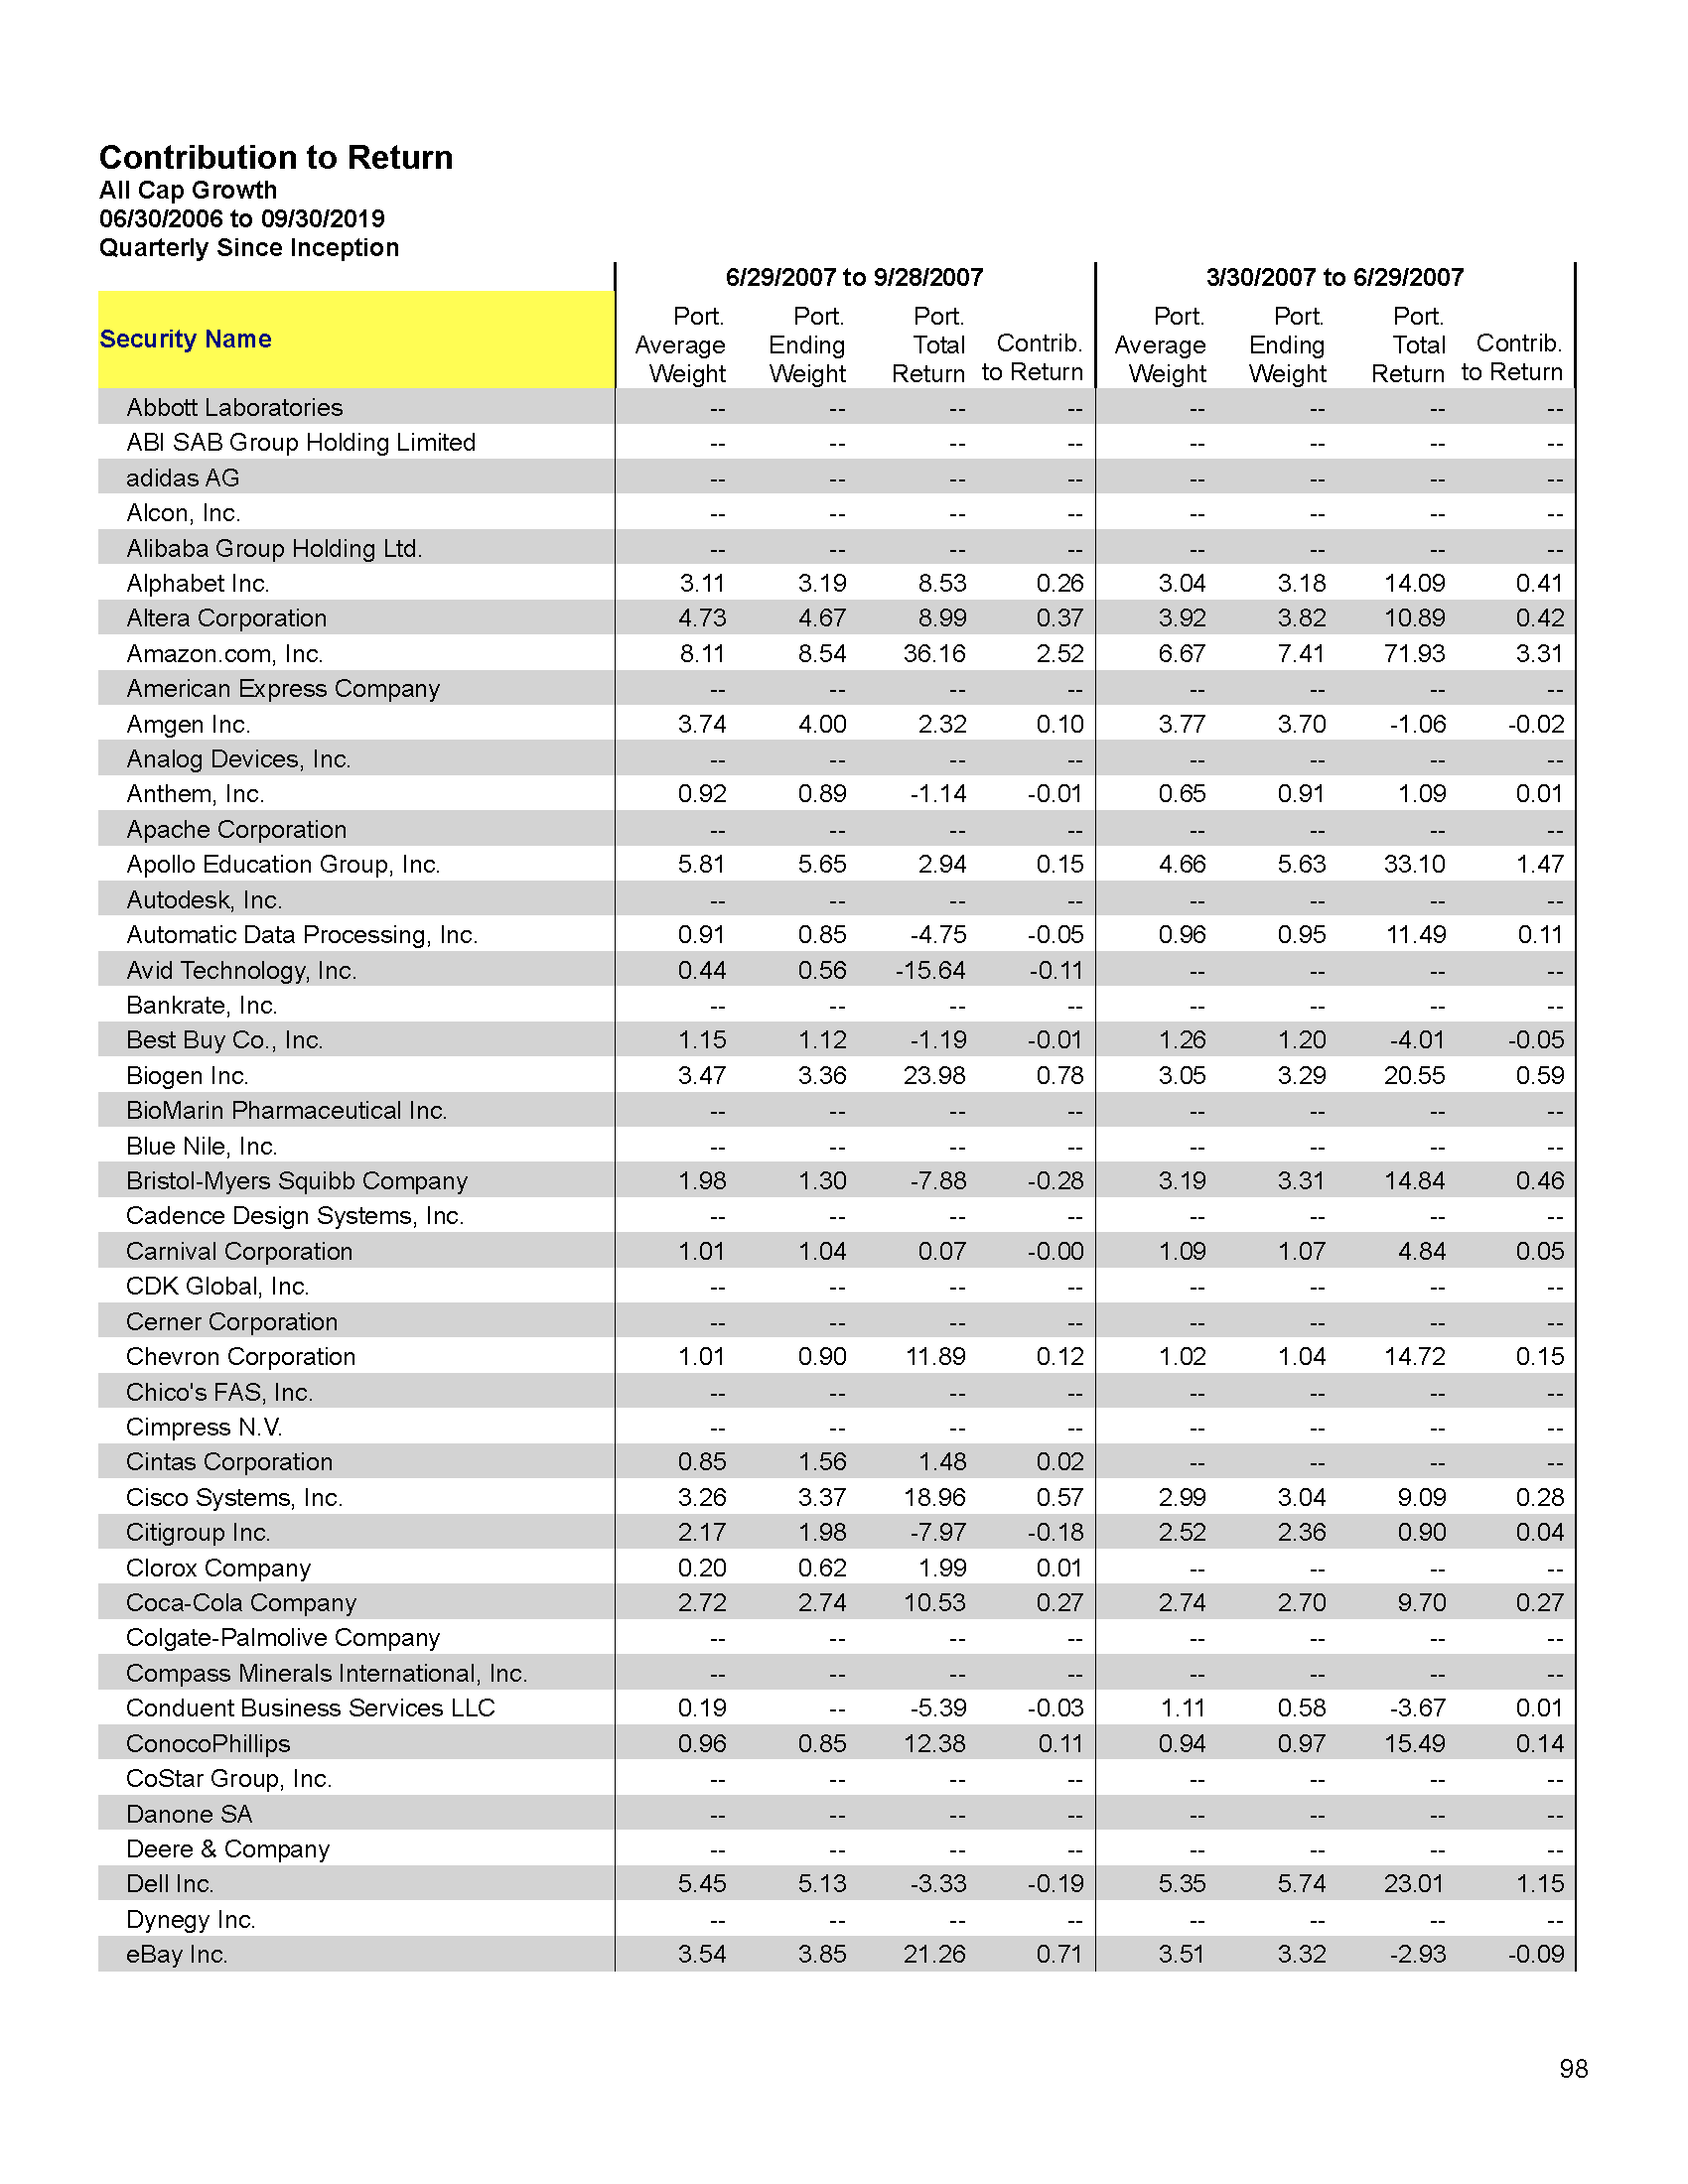 Contribution to Return
All Cap Growth
06/30/2006 to 09/30/2019
Quarterly Since Inception
6/29/2007 to 9/28/2007 3/30/2007 to 6/29/2007
Security Name Port. Average Weight Port. Ending Weight Port. Total Return Contrib. to Return Port. Average Weight Port. Ending Weight Port. Total Return Contrib. to Return
Abbott Laboratories -- -- -- -- -- -- -- --
ABI SAB Group Holding Limited -- -- -- -- -- -- -- --
adidas AG -- -- -- -- -- -- -- --
Alcon, Inc. -- -- -- -- -- -- -- --
Alibaba Group Holding Ltd. -- -- -- -- -- -- -- --
Alphabet Inc. 3.11 3.19 8.53 0.26 3.04 3.18 14.09 0.41
Altera Corporation 4.73 4.67 8.99 0.37 3.92 3.82 10.89 0.42
Amazon.com, Inc. 8.11 8.54 36.16 2.52 6.67 7.41 71.93 3.31
American Express Company -- -- -- -- -- -- -- --
Amgen Inc. 3.74 4.00 2.32 0.10 3.77 3.70 -1.06 -0.02
Analog Devices, Inc. -- -- -- -- -- -- -- --
Anthem, Inc. 0.92 0.89 -1.14 -0.01 0.65 0.91 1.09 0.01
Apache Corporation -- -- -- -- -- -- -- --
Apollo Education Group, Inc. 5.81 5.65 2.94 0.15 4.66 5.63 33.10 1.47
Autodesk, Inc. -- -- -- -- -- -- -- --
Automatic Data Processing, Inc. 0.91 0.85 -4.75 -0.05 0.96 0.95 11.49 0.11
Avid Technology, Inc. 0.44 0.56 -15.64 -0.11 -- -- -- --
Bankrate, Inc. -- -- -- -- -- -- -- --
Best Buy Co., Inc. 1.15 1.12 -1.19 -0.01 1.26 1.20 -4.01 -0.05
Biogen Inc. 3.47 3.36 23.98 0.78 3.05 3.29 20.55 0.59
BioMarin Pharmaceutical Inc. -- -- -- -- -- -- -- --
Blue Nile, Inc. -- -- -- -- -- -- -- --
Bristol-Myers Squibb Company 1.98 1.30 -7.88 -0.28 3.19 3.31 14.84 0.46
Cadence Design Systems, Inc. -- -- -- -- -- -- -- --
Carnival Corporation 1.01 1.04 0.07 -0.00 1.09 1.07 4.84 0.05
CDK Global, Inc. -- -- -- -- -- -- -- --
Cerner Corporation -- -- -- -- -- -- -- --
Chevron Corporation 1.01 0.90 11.89 0.12 1.02 1.04 14.72 0.15
Chico's FAS, Inc. -- -- -- -- -- -- -- --
Cimpress N.V. -- -- -- -- -- -- -- --
Cintas Corporation 0.85 1.56 1.48 0.02 -- -- -- --
Cisco Systems, Inc. 3.26 3.37 18.96 0.57 2.99 3.04 9.09 0.28
Citigroup Inc. 2.17 1.98 -7.97 -0.18 2.52 2.36 0.90 0.04
Clorox Company 0.20 0.62 1.99 0.01 -- -- -- --
Coca-Cola Company 2.72 2.74 10.53 0.27 2.74 2.70 9.70 0.27
Colgate-Palmolive Company -- -- -- -- -- -- -- --
Compass Minerals International, Inc. -- -- -- -- -- -- -- --
Conduent Business Services LLC 0.19 -- -5.39 -0.03 1.11 0.58 -3.67 0.01
ConocoPhillips 0.96 0.85 12.38 0.11 0.94 0.97 15.49 0.14
CoStar Group, Inc. -- -- -- -- -- -- -- --
Danone SA -- -- -- -- -- -- -- --
Deere & Company -- -- -- -- -- -- -- --
Dell Inc. 5.45 5.13 -3.33 -0.19 5.35 5.74 23.01 1.15
Dynegy Inc. -- -- -- -- -- -- -- --
eBay Inc. 3.54 3.85 21.26 0.71 3.51 3.32 -2.93 -0.09
98